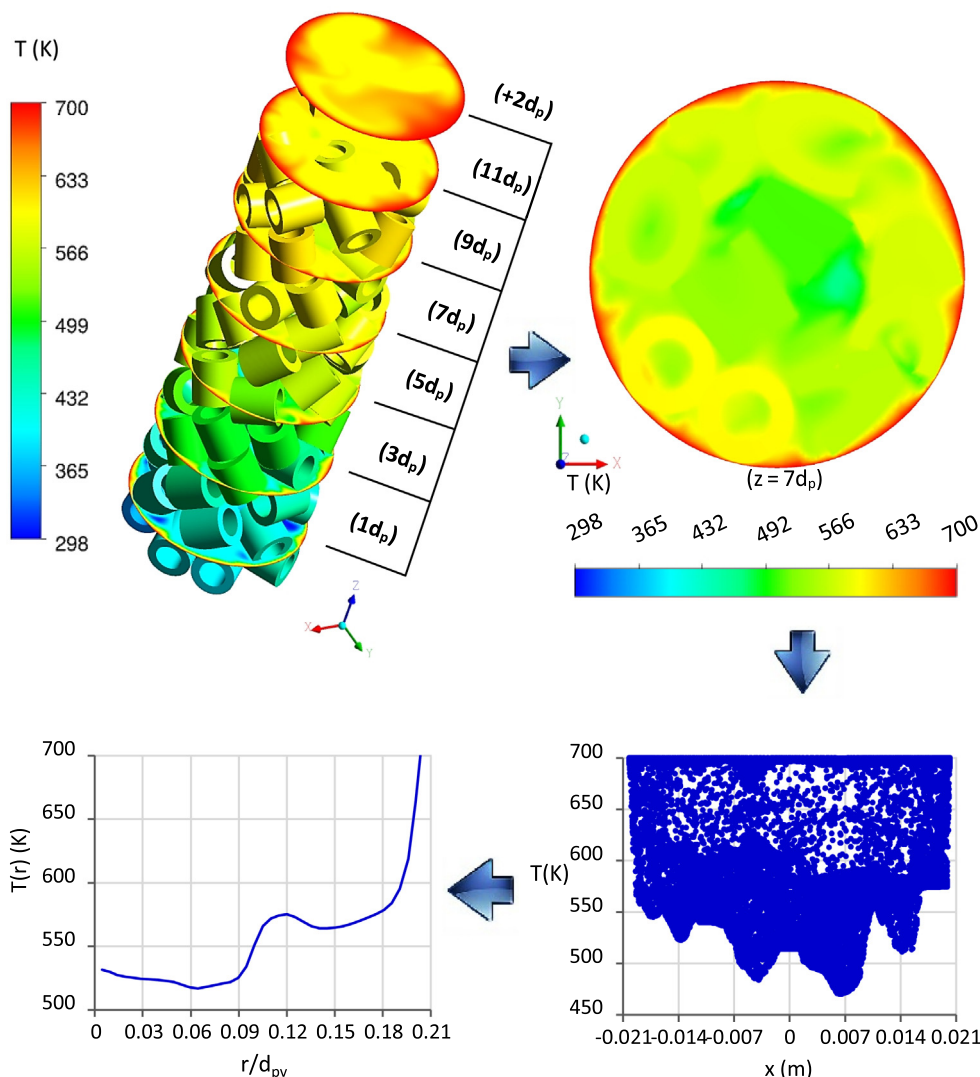 T (K)
700
633
566
499
432
365
298
(+2dp)
(11dp)
(9dp)
(7dp)
(5dp)
(3dp)
(1dp)
Z
X
Y
Y
Z
X
(z = 7dp)
T (K)
298 365 432 492 566 633 700
700
650
600
550
500
T(r) (K)
0 0.03 0.06 0.09 0.12 0.15 0.18 0.21
r/dpv
700
650
600
550
500
450
T(K)
-0.021 -0.014 -0.007 0 0.007 0.014 0.021
x (m)